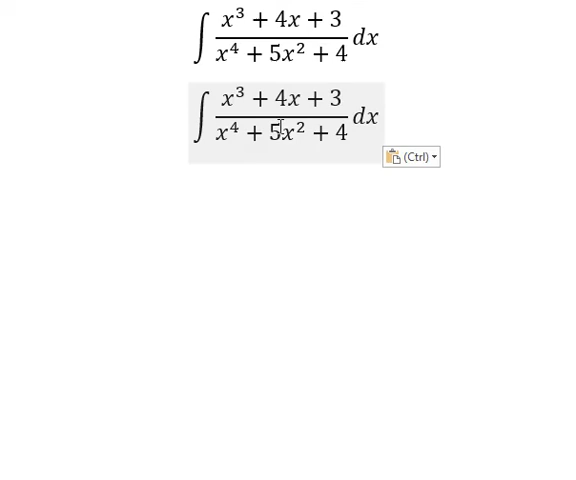 ∫ (x³ + 4x + 3)/(x⁴ + 5x² + 4) dx
∫ (x³ + 4x + 3)/(x⁴ + 5x² + 4) dx
(Ctrl)